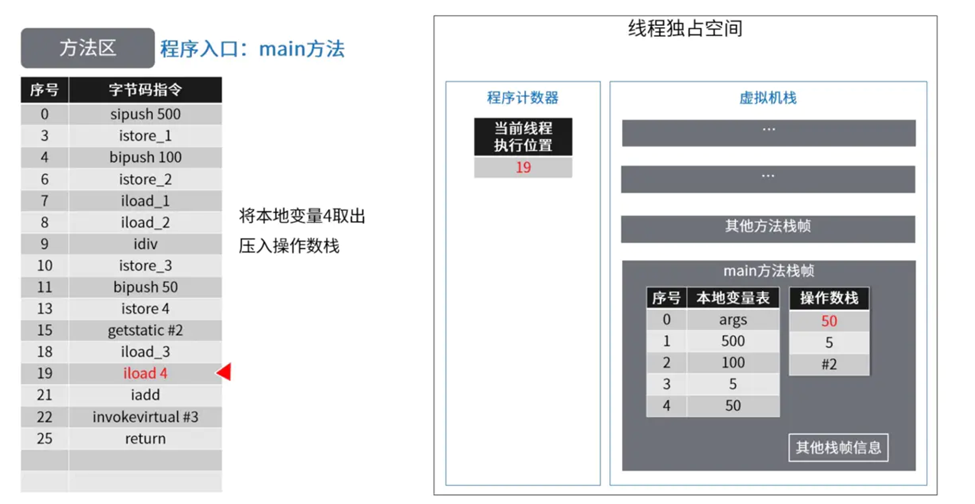 方法区 程序入口：main方法
序号 字节码指令
0 sipush 500
3 istore_1
4 bipush 100
6 istore_2
7 iload_1
8 iload_2
9 idiv
10 istore_3
11 bipush 50
13 istore 4
15 getstatic #2
18 iload_3
19 iload 4
21 iadd
22 invokevirtual #3
25 return
将本地变量4取出
压入操作数栈
线程独占空间
程序计数器
当前线程
执行位置
19
虚拟机栈
...
...
其他方法栈帧
main方法栈帧
序号 本地变量表 操作数栈
0 args 50
1 500 5
2 100 #2
3 5
4 50
其他栈帧信息